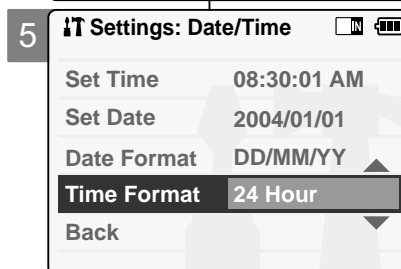 5
Settings: Date/Time IN
Set Time 08:30:01 AM
Set Date 2004/01/01
Date Format DD/MM/YY
Time Format 24 Hour
Back